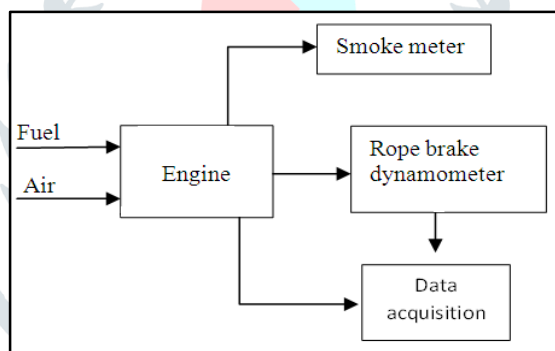 Smoke meter
Fuel
Air
Engine
Rope brake
dynamometer
Data
acquisition